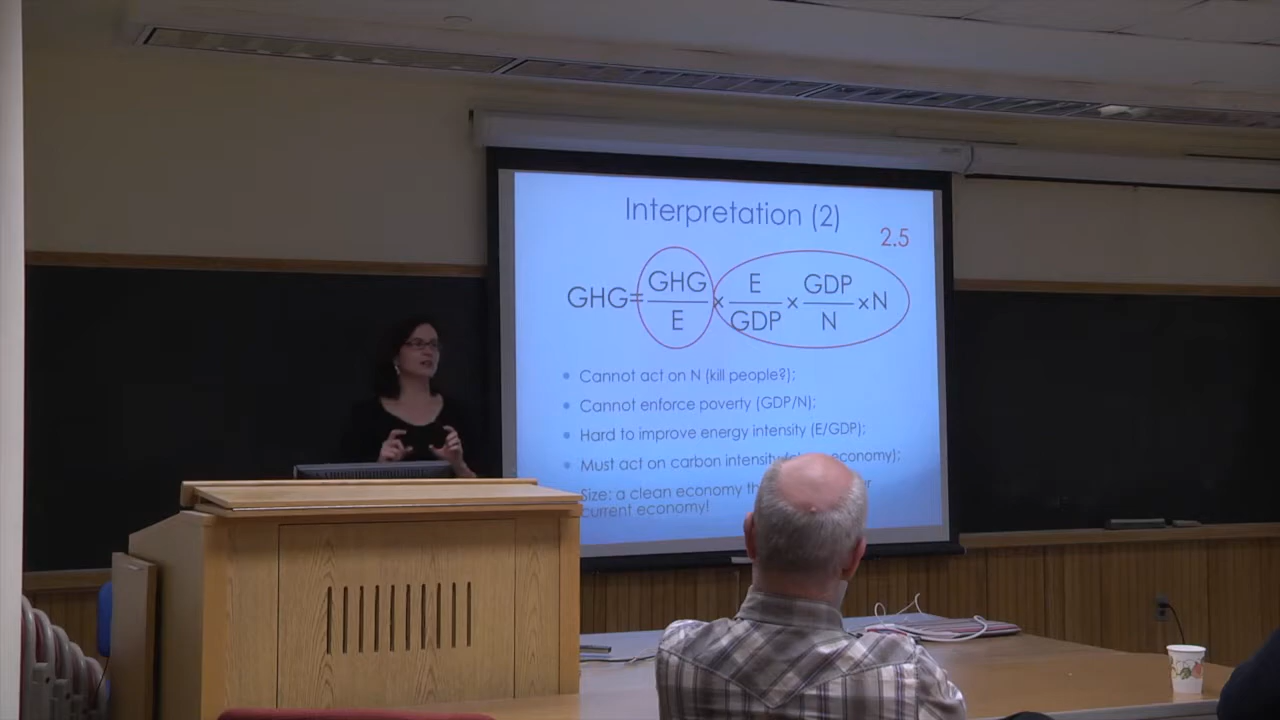 Interpretation (2)
2.5
GHG= GHG/E × E/GDP × GDP/N ×N
• Cannot act on N (kill people?);
• Cannot enforce poverty (GDP/N);
• Hard to improve energy intensity (E/GDP);
• Must act on carbon intensity economy);
Size: a clean economy
current economy!